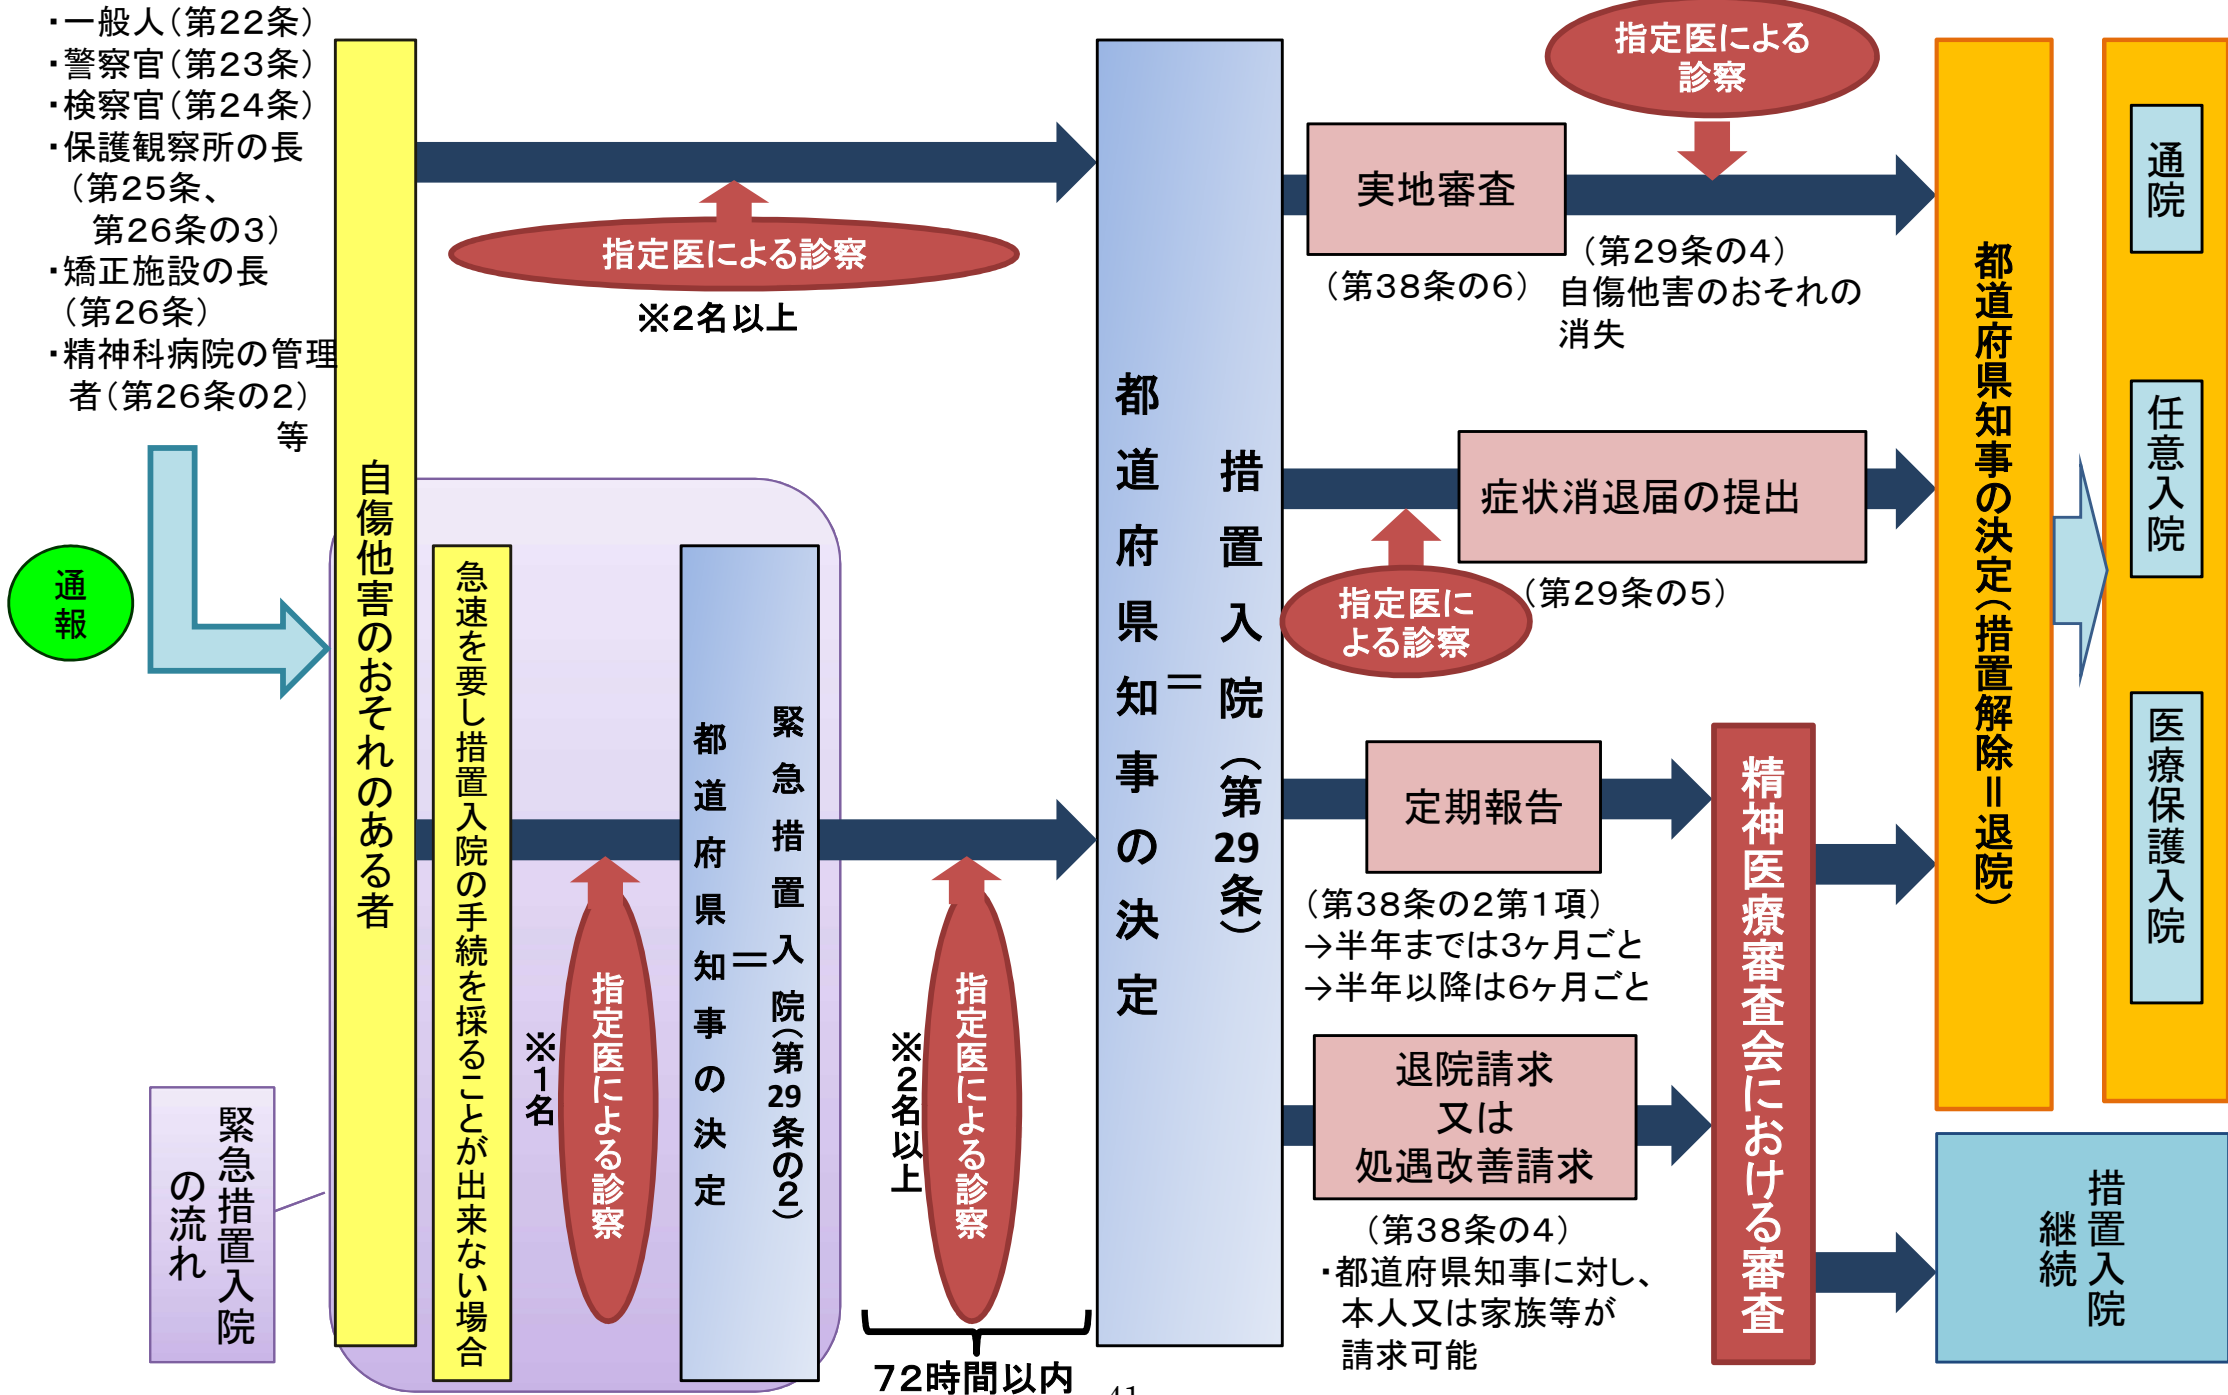 ・一般人(第22条)
・警察官(第23条)
・検察官(第24条)
・保護観察所の長
(第25条、
第26条の3)
・矯正施設の長
(第26条)
・精神科病院の管理
者(第26条の2)
等
通報
自傷他害のおそれのある者
指定医による診察
※2名以上
緊急措置入院
の流れ
急速を要し措置入院の手続を採ることが出来ない場合
※1名
指定医による診察
緊急措置入院(第29条の2)
=
都道府県知事の決定
※2名以上
指定医による診察
72時間以内
措置入院(第29条)
=
都道府県知事の決定
指定医による
診察
実地審査
(第38条の6)
(第29条の4)
自傷他害のおそれの
消失
症状消退届の提出
(第29条の5)
指定医に
よる診察
定期報告
(第38条の2第1項)
→半年までは3ヶ月ごと
→半年以降は6ヶ月ごと
退院請求
又は
処遇改善請求
(第38条の4)
・都道府県知事に対し、
本人又は家族等が
請求可能
精神医療審査会における審査
都道府県知事の決定(措置解除=退院)
通院
任意入院
医療保護入院
措置入院
継続